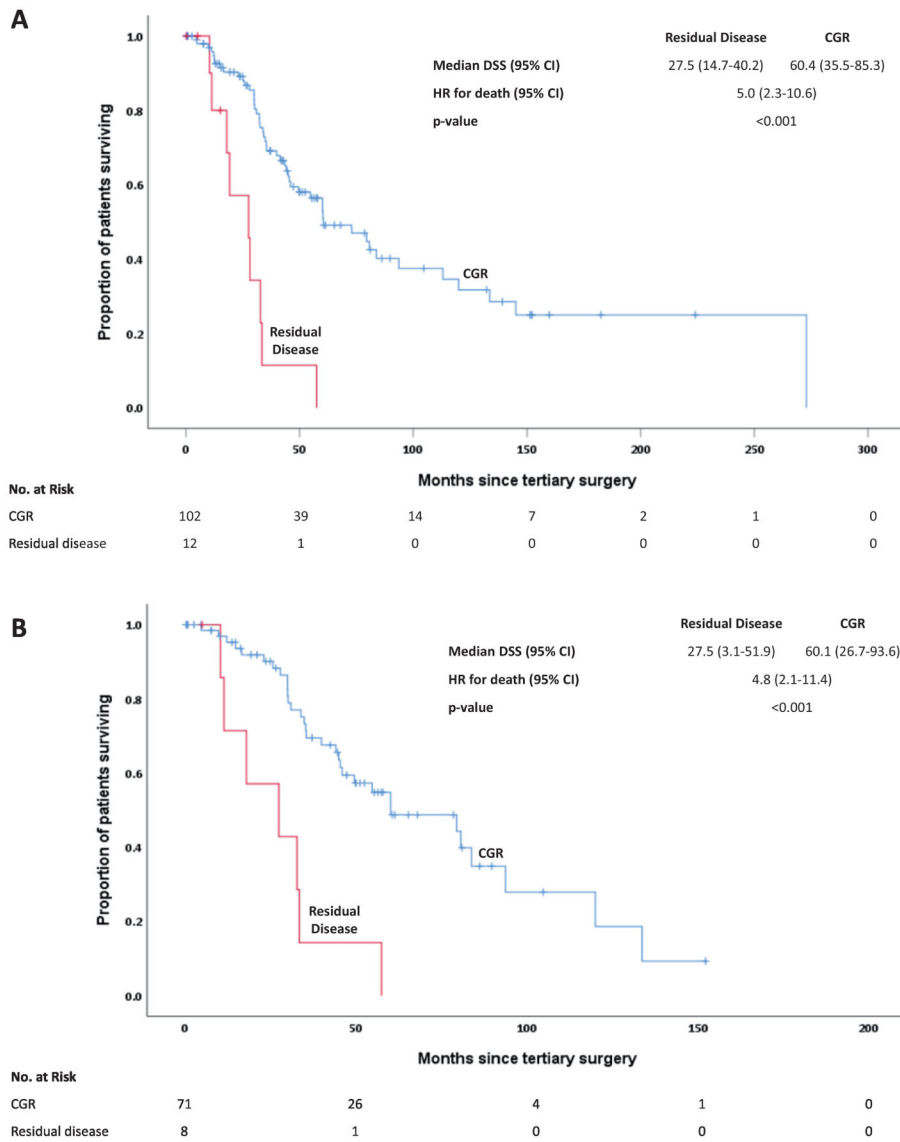 A
Residual Disease CGR
Median DSS (95% CI) 27.5 (14.7-40.2) 60.4 (35.5-85.3)
HR for death (95% CI) 5.0 (2.3-10.6)
p-value <0.001
Proportion of patients surviving
1.0
0.8
0.6
0.4
0.2
0.0
CGR
Residual
Disease
0 50 100 150 200 250 300
Months since tertiary surgery
No. at Risk
CGR 102 39 14 7 2 1 0
Residual disease 12 1 0 0 0 0 0
B
Residual Disease CGR
Median DSS (95% CI) 27.5 (3.1-51.9) 60.1 (26.7-93.6)
HR for death (95% CI) 4.8 (2.1-11.4)
p-value <0.001
Proportion of patients surviving
1.0
0.8
0.6
0.4
0.2
0.0
CGR
Residual
Disease
0 50 100 150 200
Months since tertiary surgery
No. at Risk
CGR 71 26 4 1 0
Residual disease 8 1 0 0 0